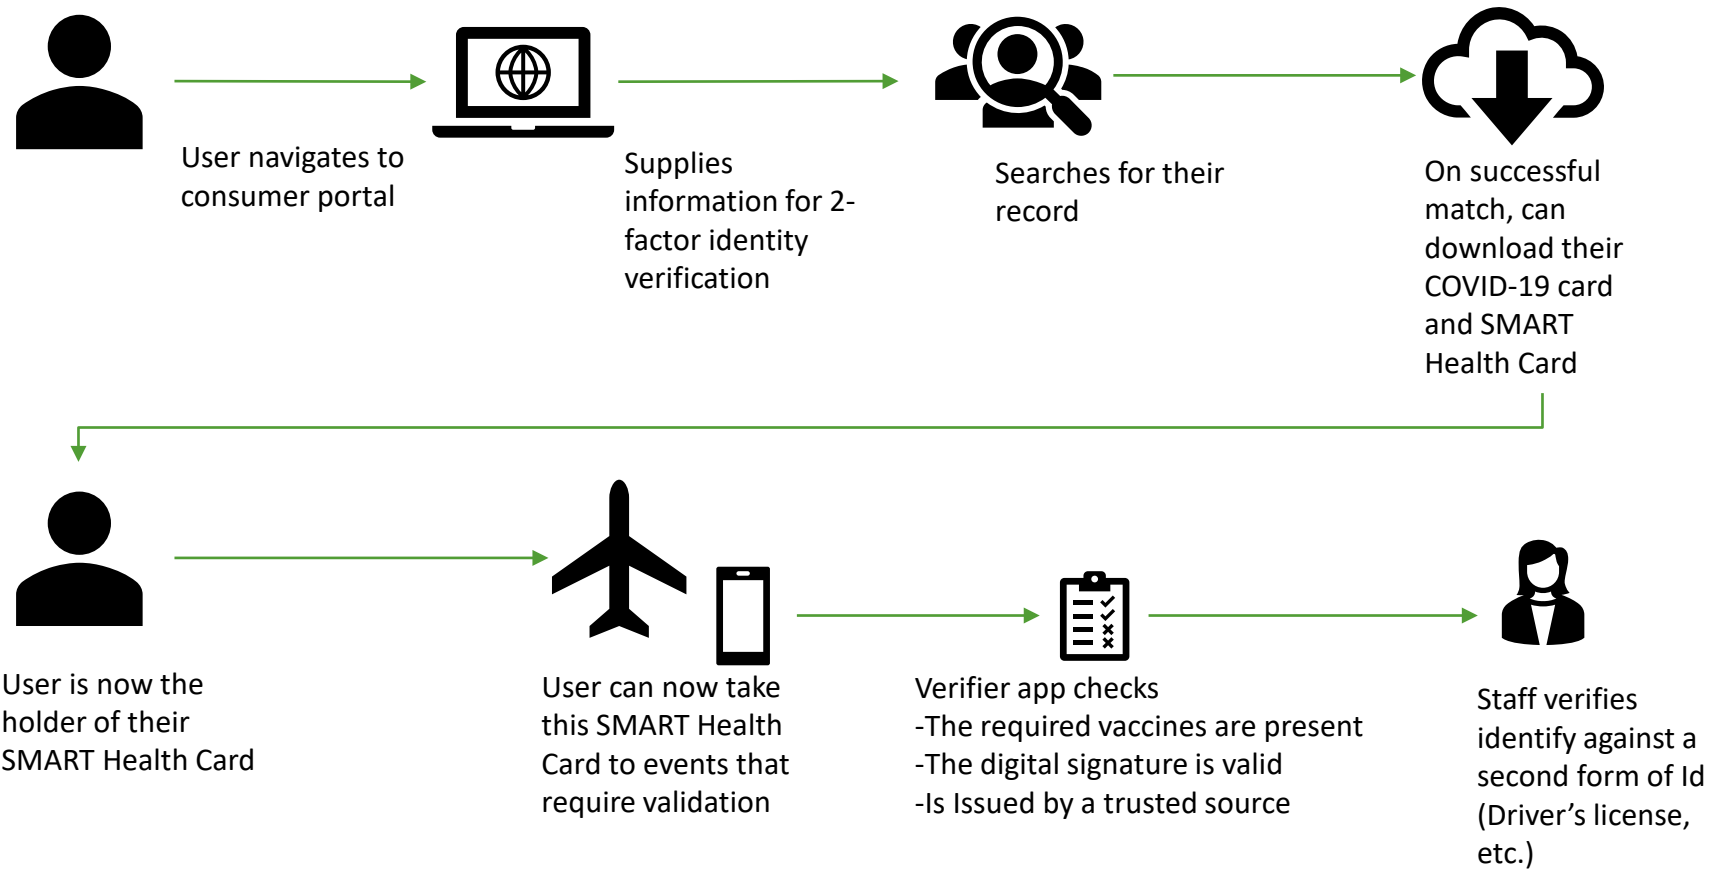 User navigates to
consumer portal
Supplies
information for 2-
factor identity
verification
Searches for their
record
On successful
match, can
download their
COVID-19 card
and SMART
Health Card
User is now the
holder of their
SMART Health Card
User can now take
this SMART Health
Card to events that
require validation
Verifier app checks
-The required vaccines are present
-The digital signature is valid
-Is Issued by a trusted source
Staff verifies
identify against a
second form of Id
(Driver’s license,
etc.)